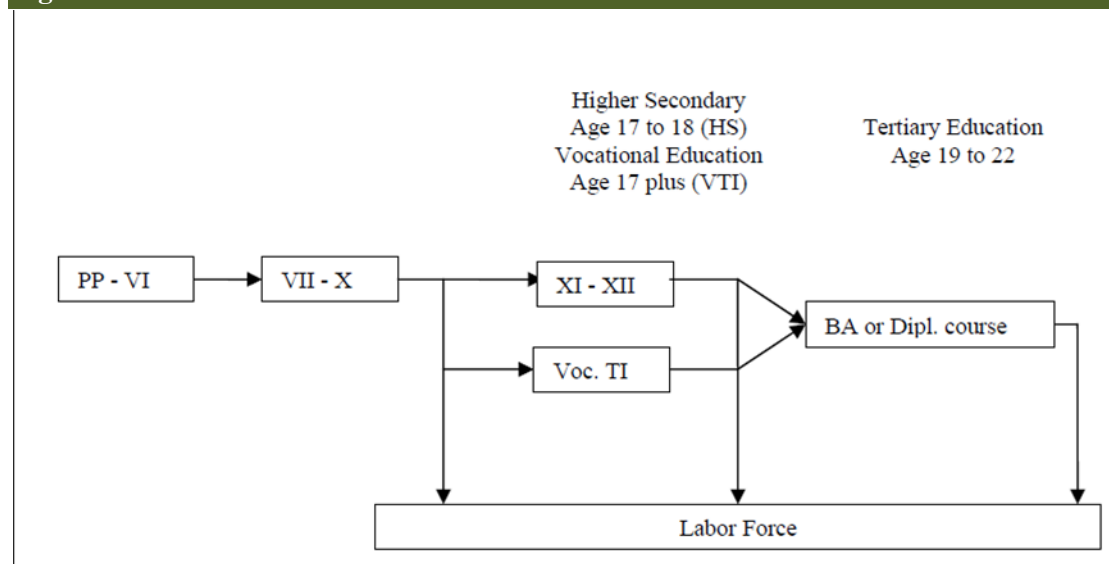 Higher Secondary
Age 17 to 18 (HS)
Vocational Education
Age 17 plus (VTI)
Tertiary Education
Age 19 to 22
PP - VI
VII - X
XI - XII
BA or Dipl. course
Voc. TI
Labor Force